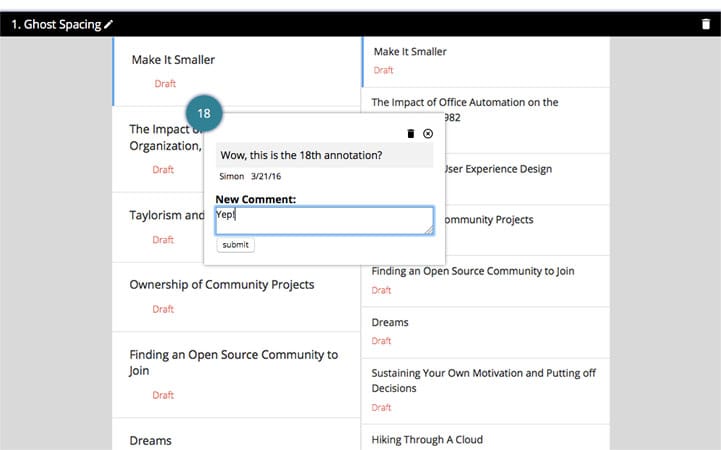 1. Ghost Spacing
Make It Smaller
Draft
The Impact
Organization,
Draft
Taylorism and
Draft
Ownership of Community Projects
Draft
Finding an Open Source Community to
Join
Draft
Dreams
18
Wow, this is the 18th annotation?
Simon 3/21/16
New Comment:
Yep!
submit
Make It Smaller
Draft
The Impact of Office Automation on the
982
User Experience Design
ommunity Projects
Finding an Open Source Community to Join
Draft
Dreams
Draft
Sustaining Your Own Motivation and Putting off
Decisions
Draft
Hiking Through A Cloud